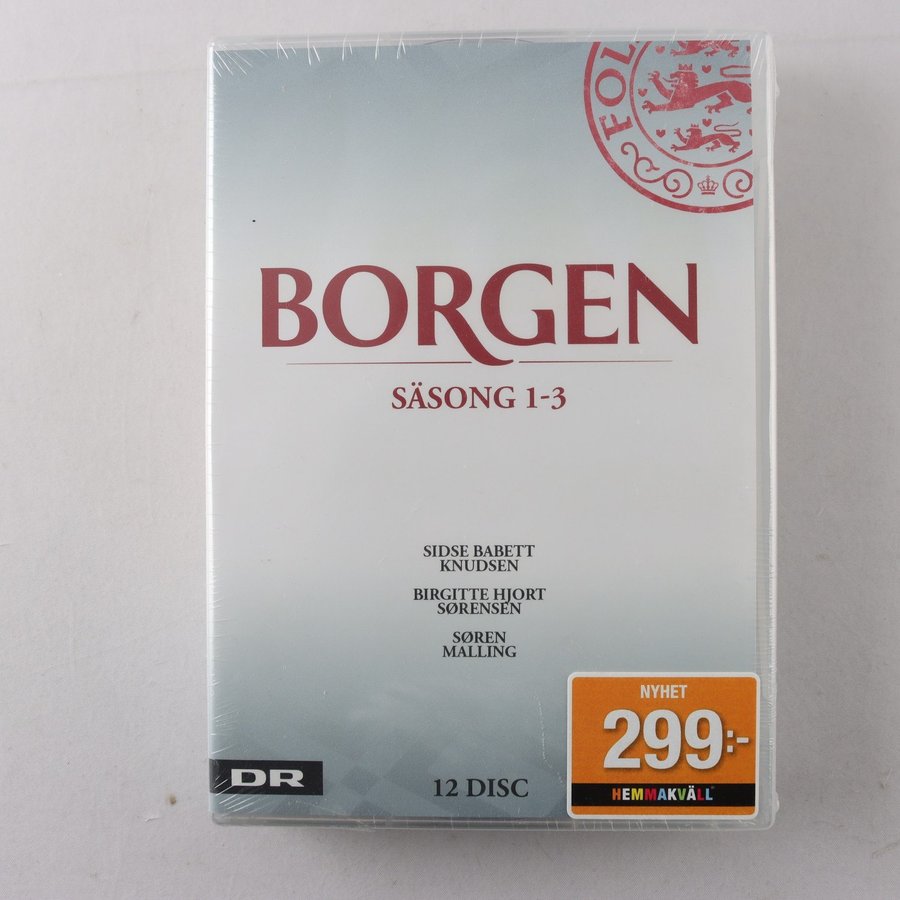 FOL
BORGEN
SÄSONG 1-3
SIDSE BABETT
KNUDSEN
BIRGITTE HJORT
SØRENSEN
SØREN
MALLING
NYHET
299:-
HEMMAKVÄLL
DR
12 DISC